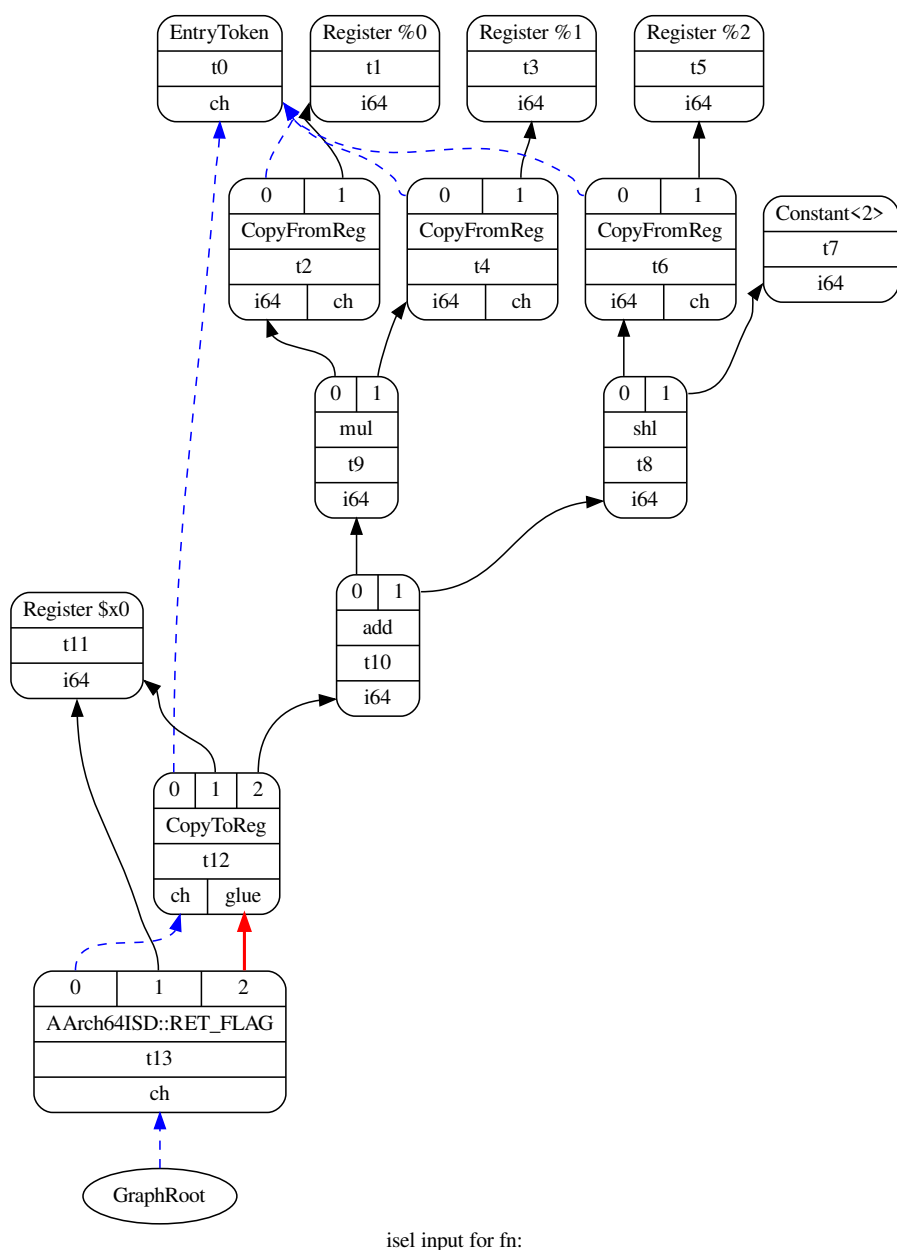 EntryToken
t0
ch
Register %0
t1
i64
Register %1
t3
i64
Register %2
t5
i64
0 1
CopyFromReg
t2
i64 ch
0 1
CopyFromReg
t4
i64 ch
0 1
CopyFromReg
t6
i64 ch
Constant<2>
t7
i64
0 1
mul
t9
i64
0 1
shl
t8
i64
0 1
add
t10
i64
Register $x0
t11
i64
0 1 2
CopyToReg
t12
ch glue
0 1 2
AArch64ISD::RET_FLAG
t13
ch
GraphRoot
isel input for fn: